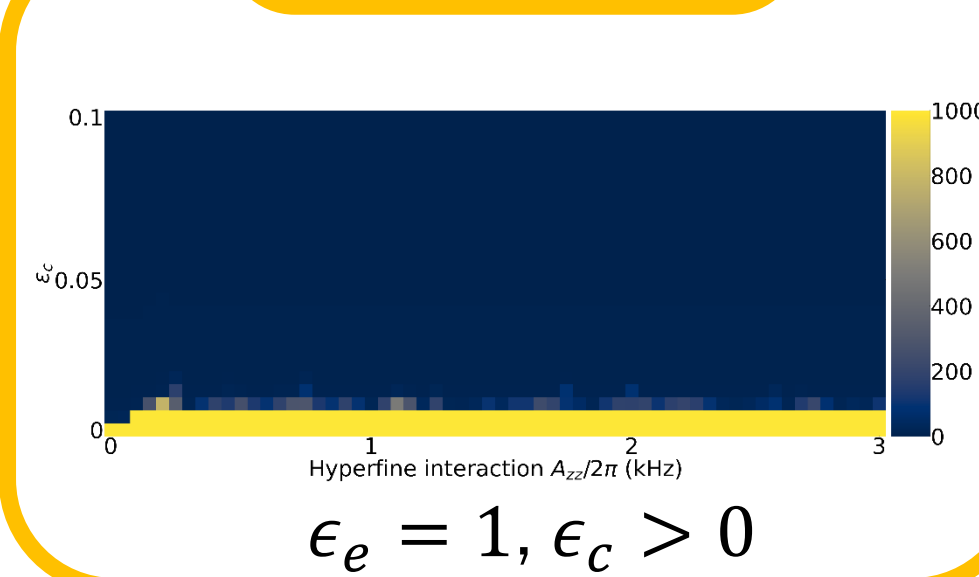 0.1
0.05
0
ε_c
0 1 2 3
Hyperfine interaction A_zz/2π (kHz)
1000
800
600
400
200
0
ϵ_e = 1, ϵ_c > 0